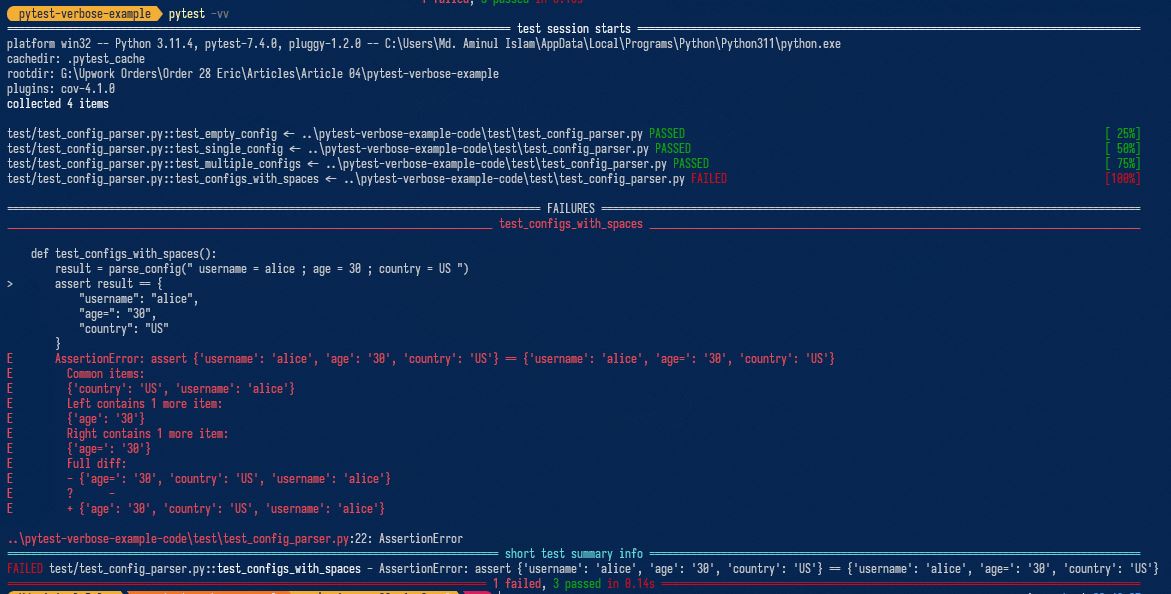 1 failed, 3 passed in 0.16s
pytest-verbose-example pytest -vv
test session starts
platform win32 -- Python 3.11.4, pytest-7.4.0, pluggy-1.2.0 -- C:\Users\Md. Aminul Islam\AppData\Local\Programs\Python\Python311\python.exe
cachedir: .pytest_cache
rootdir: G:\Upwork Orders\Order 28 Eric\Articles\Article 04\pytest-verbose-example
plugins: cov-4.1.0
collected 4 items
test/test_config_parser.py::test_empty_config <- ..\pytest-verbose-example-code\test\test_config_parser.py PASSED [ 25%]
test/test_config_parser.py::test_single_config <- ..\pytest-verbose-example-code\test\test_config_parser.py PASSED [ 50%]
test/test_config_parser.py::test_multiple_configs <- ..\pytest-verbose-example-code\test\test_config_parser.py PASSED [ 75%]
test/test_config_parser.py::test_configs_with_spaces <- ..\pytest-verbose-example-code\test\test_config_parser.py FAILED [100%]
FAILURES
test_configs_with_spaces
def test_configs_with_spaces():
result = parse_config(" username = alice ; age = 30 ; country = US ")
> assert result == {
"username": "alice",
"age=": "30",
"country": "US"
}
E AssertionError: assert {'username': 'alice', 'age': '30', 'country': 'US'} == {'username': 'alice', 'age=': '30', 'country': 'US'}
E Common items:
E {'country': 'US', 'username': 'alice'}
E Left contains 1 more item:
E {'age': '30'}
E Right contains 1 more item:
E {'age=': '30'}
E Full diff:
E - {'age=': '30', 'country': 'US', 'username': 'alice'}
E ? -
E + {'age': '30', 'country': 'US', 'username': 'alice'}
..\pytest-verbose-example-code\test\test_config_parser.py:22: AssertionError
short test summary info
FAILED test/test_config_parser.py::test_configs_with_spaces - AssertionError: assert {'username': 'alice', 'age': '30', 'country': 'US'} == {'username': 'alice', 'age=': '30', 'country': 'US'}
1 failed, 3 passed in 0.14s